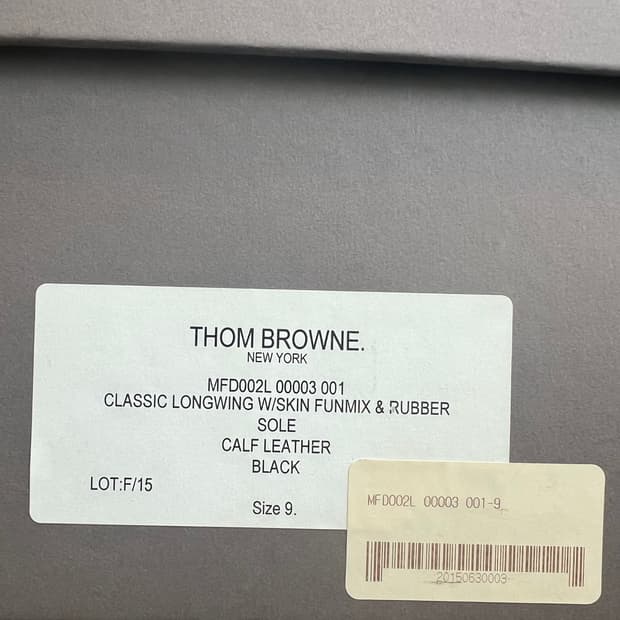 THOM BROWNE.
NEW YORK
MFD002L 00003 001
CLASSIC LONGWING W/SKIN FUNMIX & RUBBER
SOLE
CALF LEATHER
BLACK
LOT:F/15
Size 9.
MFD002L 00003 001-9
20150630003